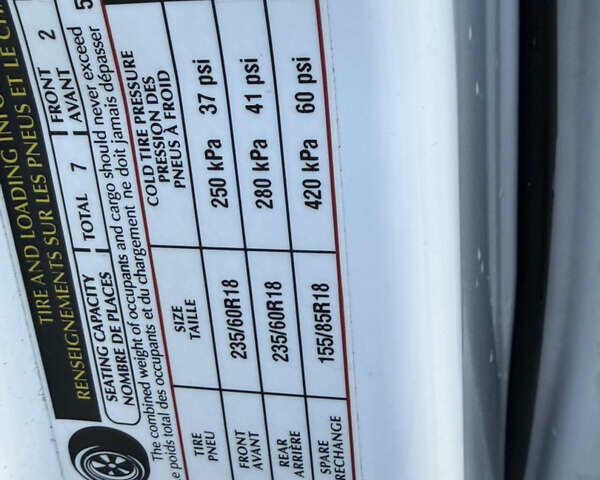 TIRE AND LOADING
RENSEIGNEMENTS SUR LES PNEUS ET LE
SEATING CAPACITY
NOMBRE DE PLACES
TOTAL 7
FRONT
AVANT
2
5
The combined weight of occupants and cargo should never exceed
e poids total des occupants et du chargement ne doit jamais dépasser
TIRE
PNEU
SIZE
TAILLE
COLD TIRE PRESSURE
PRESSION DES
PNEUS À FROID
FRONT
AVANT
235/60R18
250 kPa 37 psi
REAR
ARRIÈRE
235/60R18
280 kPa 41 psi
SPARE
RECHANGE
155/85R18
420 kPa 60 psi